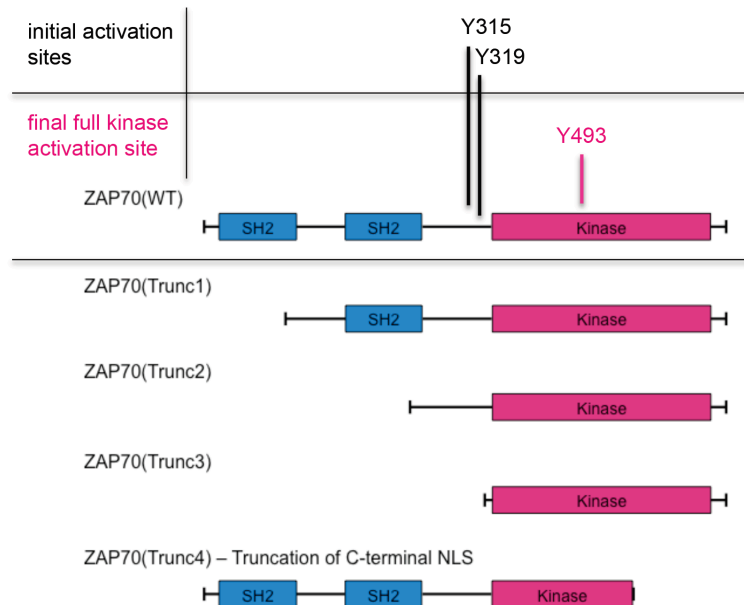 initial activation
sites
Y315
Y319
final full kinase
activation site
Y493
ZAP70(WT)
SH2 SH2 Kinase
ZAP70(Trunc1)
SH2 Kinase
ZAP70(Trunc2)
Kinase
ZAP70(Trunc3)
Kinase
ZAP70(Trunc4) – Truncation of C-terminal NLS
SH2 SH2 Kinase